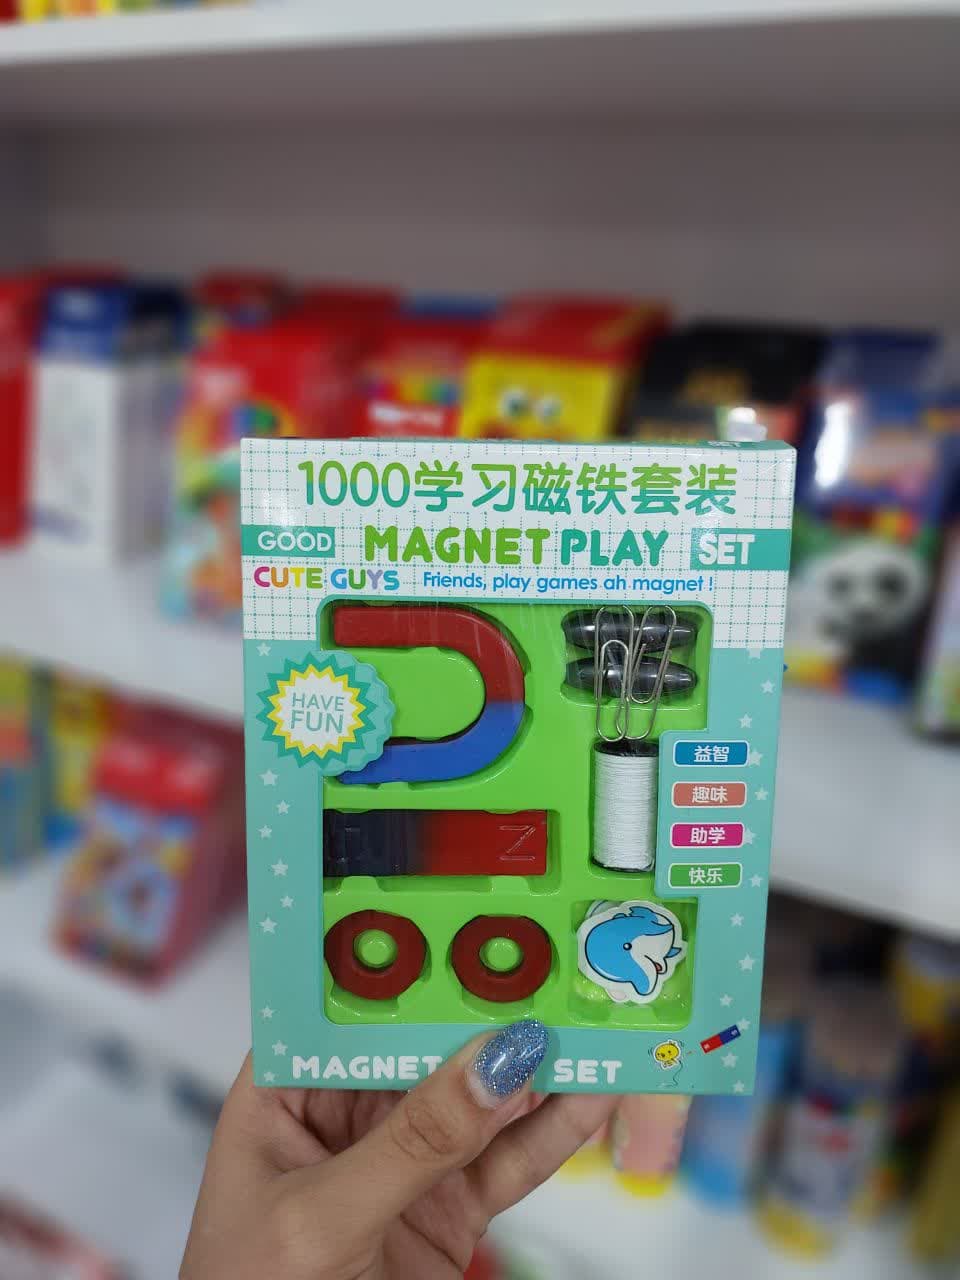 1000学习磁铁套装
GOOD MAGNET PLAY SET
CUTE GUYS Friends, play games ah magnet !
HAVE
FUN
益智
趣味
助学
快乐
N
MAGNET SET